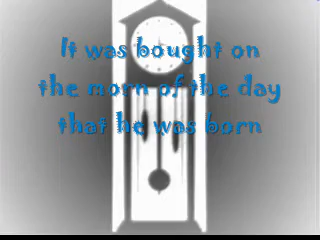 It was bought on
the morn of the day
that he was born